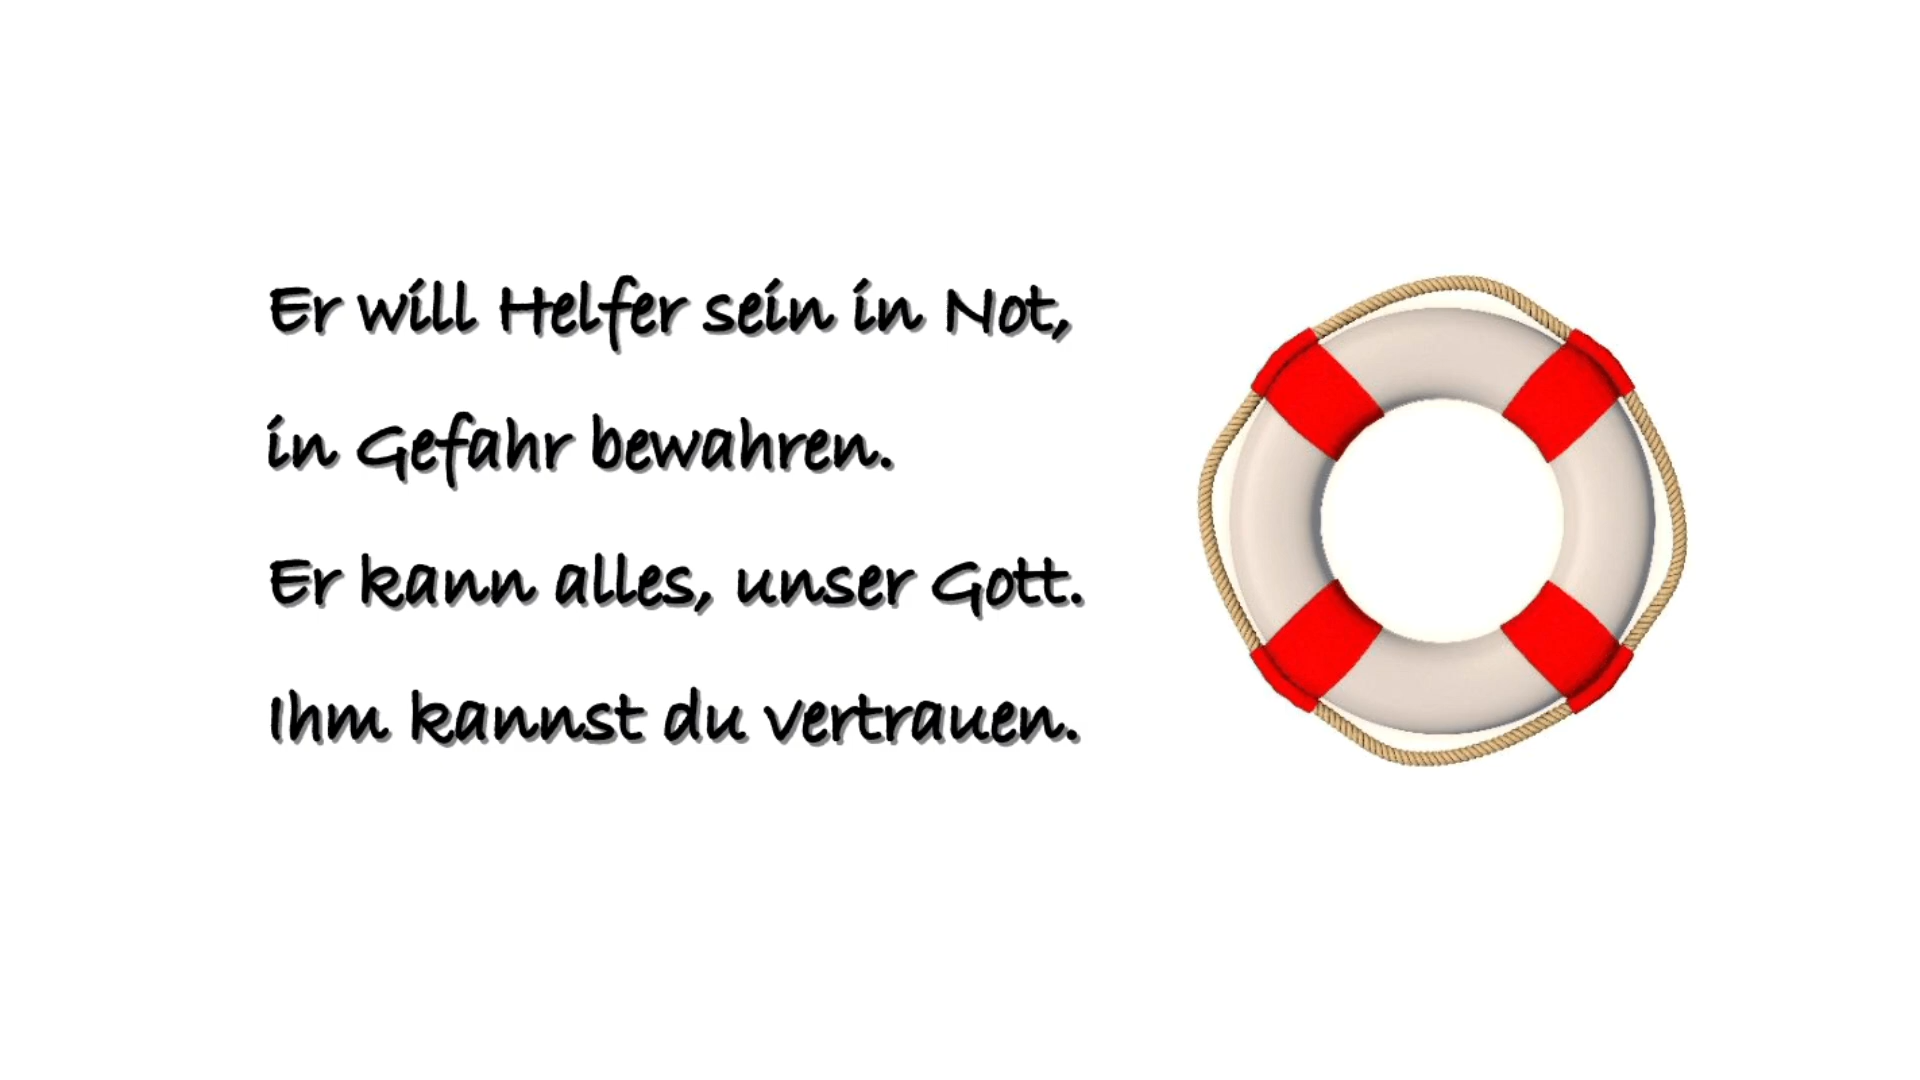 Er will Helfer sein in Not,
in Gefahr bewahren.
Er kann alles, unser Gott.
Ihm kannst du vertrauen.